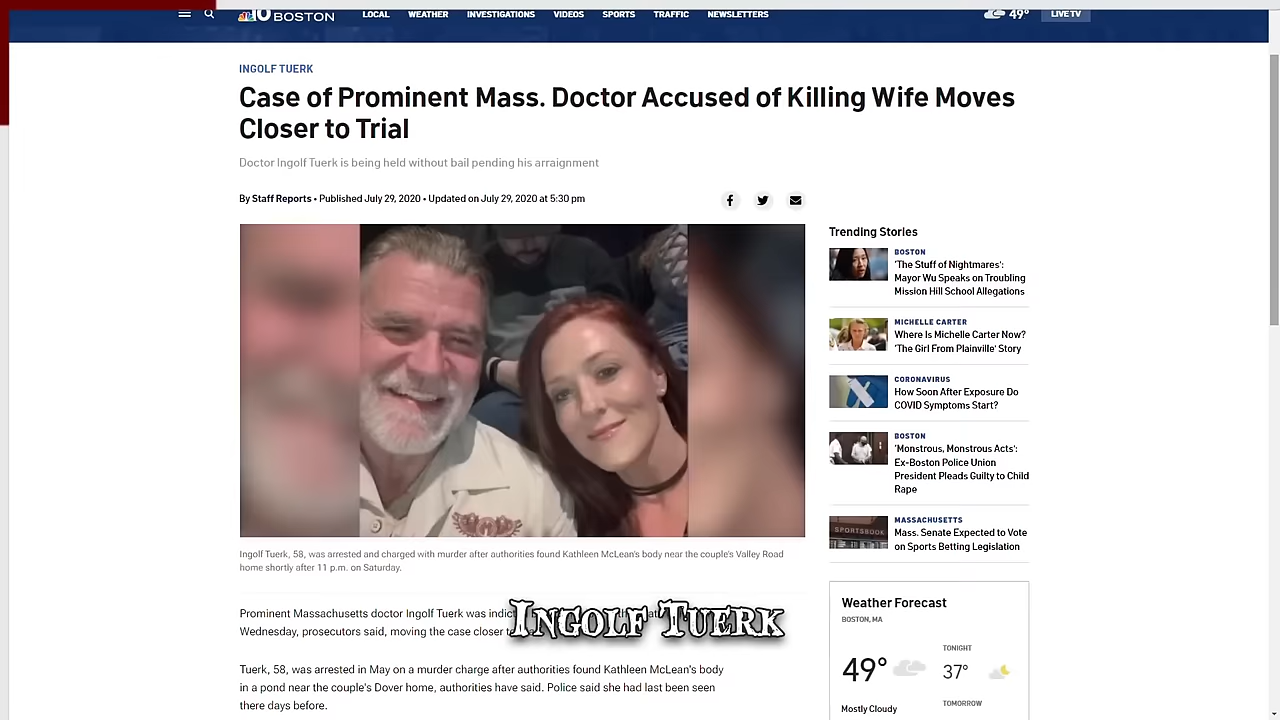 10 BOSTON
LOCAL WEATHER INVESTIGATIONS VIDEOS SPORTS TRAFFIC NEWSLETTERS
49°
LIVE TV
INGOLF TUERK
Case of Prominent Mass. Doctor Accused of Killing Wife Moves
Closer to Trial
Doctor Ingolf Tuerk is being held without bail pending his arraignment
By Staff Reports • Published July 29, 2020 • Updated on July 29, 2020 at 5:30 pm
Ingolf Tuerk, 58, was arrested and charged with murder after authorities found Kathleen McLean's body near the couple's Valley Road
home shortly after 11 p.m. on Saturday.
Prominent Massachusetts doctor Ingolf Tuerk was
Wednesday, prosecutors said, moving the case closer
INGOLF TUERK
Tuerk, 58, was arrested in May on a murder charge after authorities found Kathleen McLean's body
in a pond near the couple's Dover home, authorities have said. Police said she had last been seen
there days before.
Trending Stories
BOSTON
'The Stuff of Nightmares':
Mayor Wu Speaks on Troubling
Mission Hill School Allegations
MICHELLE CARTER
Where Is Michelle Carter Now?
'The Girl From Plainville' Story
CORONAVIRUS
How Soon After Exposure Do
COVID Symptoms Start?
BOSTON
'Monstrous, Monstrous Acts':
Ex-Boston Police Union
President Pleads Guilty to Child
Rape
SPORTSBOOK
MASSACHUSETTS
Mass. Senate Expected to Vote
on Sports Betting Legislation
Weather Forecast
BOSTON, MA
49°
Mostly Cloudy
TONIGHT
37°
TOMORROW